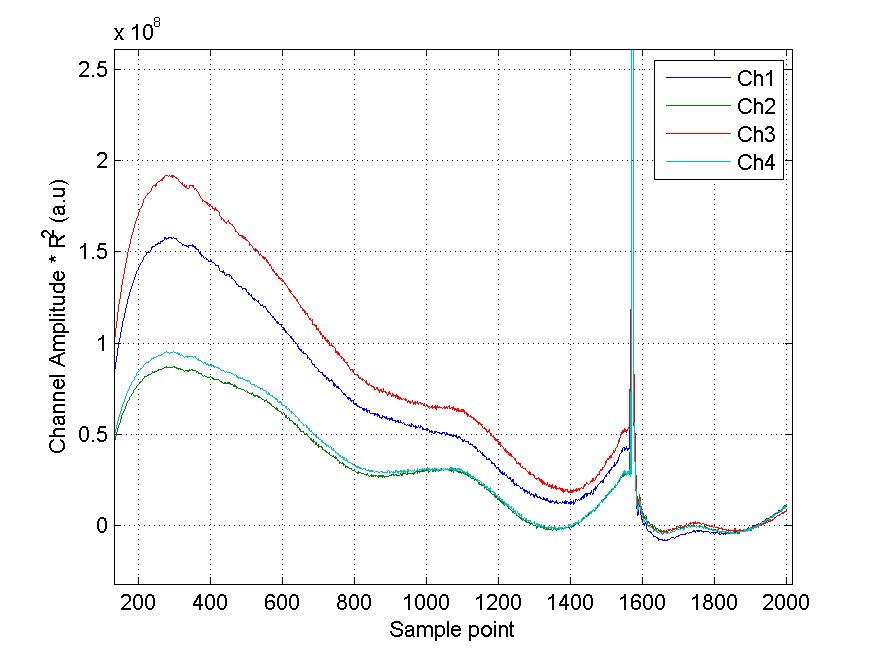 x 10^8
2.5
2
1.5
1
0.5
0
200 400 600 800 1000 1200 1400 1600 1800 2000
Sample point
Channel Amplitude * R^2 (a.u)
Ch1
Ch2
Ch3
Ch4